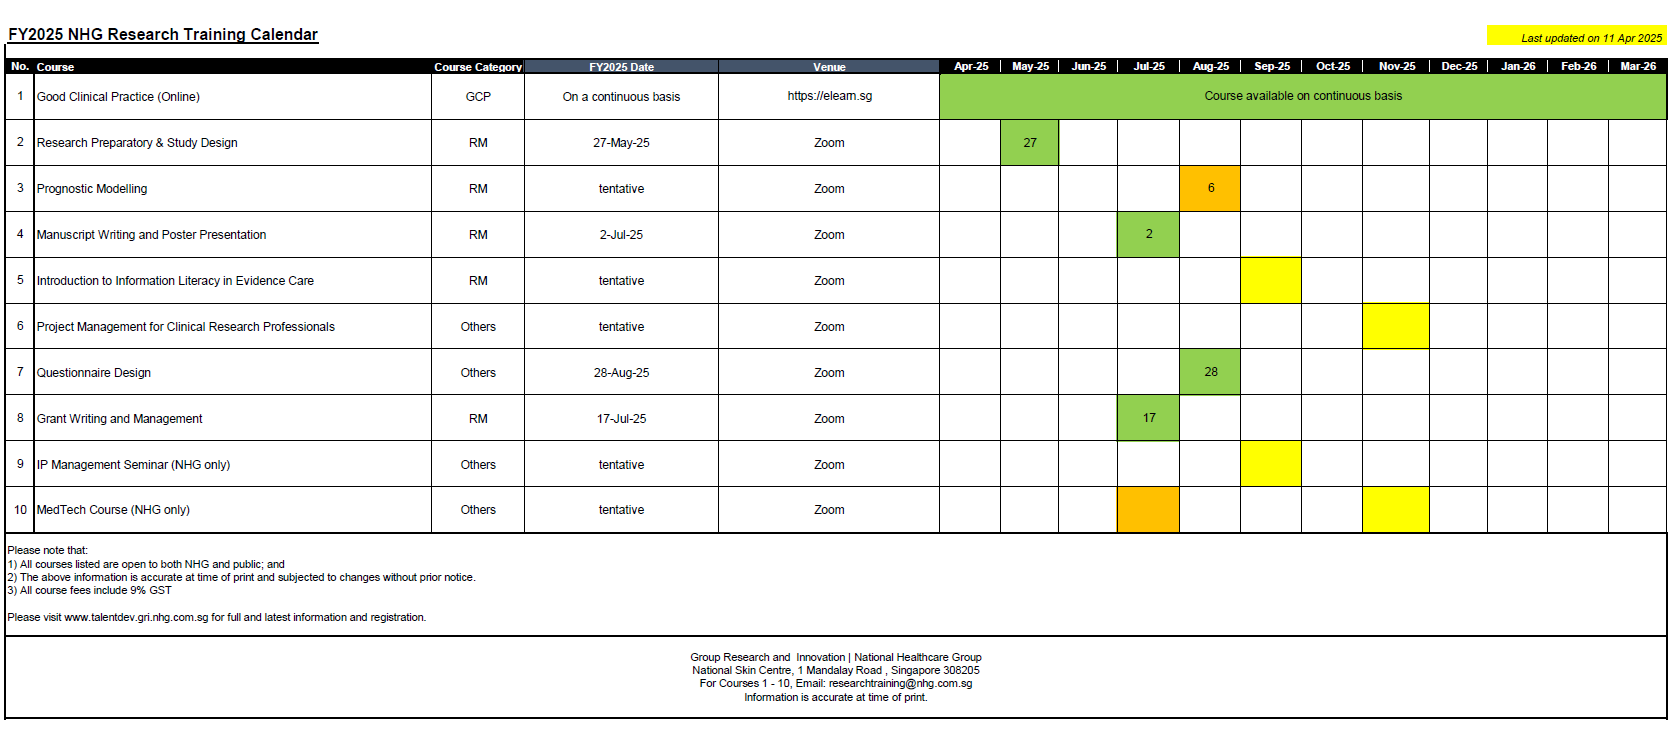 FY2025 NHG Research Training Calendar
Last updated on 11 Apr 2025
No. Course Course Category FY2025 Date Venue Apr-25 May-25 Jun-25 Jul-25 Aug-25 Sep-25 Oct-25 Nov-25 Dec-25 Jan-26 Feb-26 Mar-26
1 Good Clinical Practice (Online) GCP On a continuous basis https://elearn.sg Course available on continuous basis
2 Research Preparatory & Study Design RM 27-May-25 Zoom 27
3 Prognostic Modelling RM tentative Zoom 6
4 Manuscript Writing and Poster Presentation RM 2-Jul-25 Zoom 2
5 Introduction to Information Literacy in Evidence Care RM tentative Zoom
6 Project Management for Clinical Research Professionals Others tentative Zoom
7 Questionnaire Design Others 28-Aug-25 Zoom 28
8 Grant Writing and Management RM 17-Jul-25 Zoom 17
9 IP Management Seminar (NHG only) Others tentative Zoom
10 MedTech Course (NHG only) Others tentative Zoom
Please note that:
1) All courses listed are open to both NHG and public; and
2) The above information is accurate at time of print and subjected to changes without prior notice.
3) All course fees include 9% GST
Please visit www.talentdev.gri.nhg.com.sg for full and latest information and registration.
Group Research and Innovation | National Healthcare Group
National Skin Centre, 1 Mandalay Road , Singapore 308205
For Courses 1 - 10, Email: researchtraining@nhg.com.sg
Information is accurate at time of print.